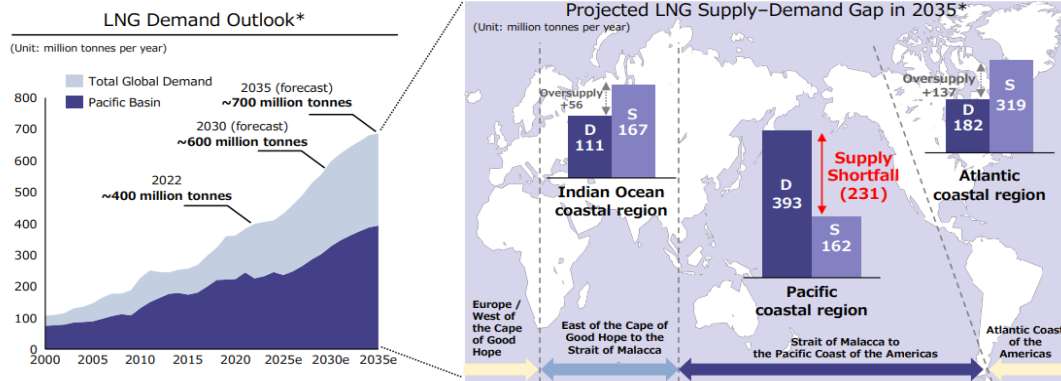 LNG Demand Outlook*
(Unit: million tonnes per year)
Total Global Demand
Pacific Basin
2035 (forecast)
~700 million tonnes
2030 (forecast)
~600 million tonnes
2022
~400 million tonnes
800
700
600
500
400
300
200
100
0
2000
2005
2010
2015
2020
2025e
2030e
2035e
Projected LNG Supply–Demand Gap in 2035*
(Unit: million tonnes per year)
Oversupply
+56
D
111
S
167
Indian Ocean
coastal region
D
393
Supply
Shortfall
(231)
S
162
Pacific
coastal region
Oversupply
+137
D
182
S
319
Atlantic
coastal region
Europe /
West of
the Cape
of Good
Hope
East of the Cape of
Good Hope to the
Strait of Malacca
Strait of Malacca to
the Pacific Coast of the Americas
Atlantic Coast
of the
Americas